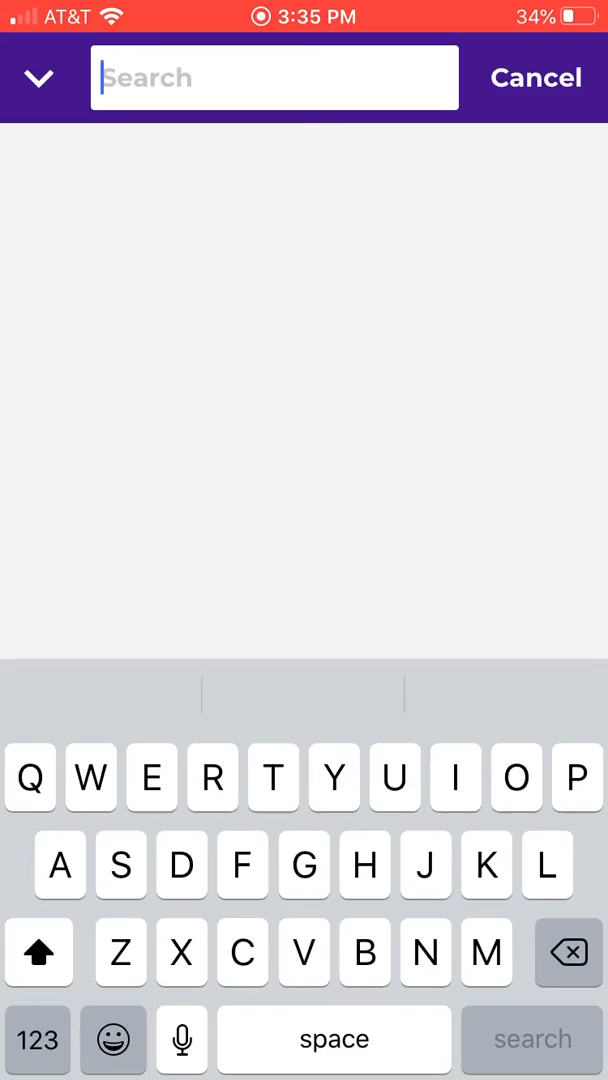 AT&T 3:35 PM 34%
Search Cancel
Q W E R T Y U I O P
A S D F G H J K L
Z X C V B N M
123 space search